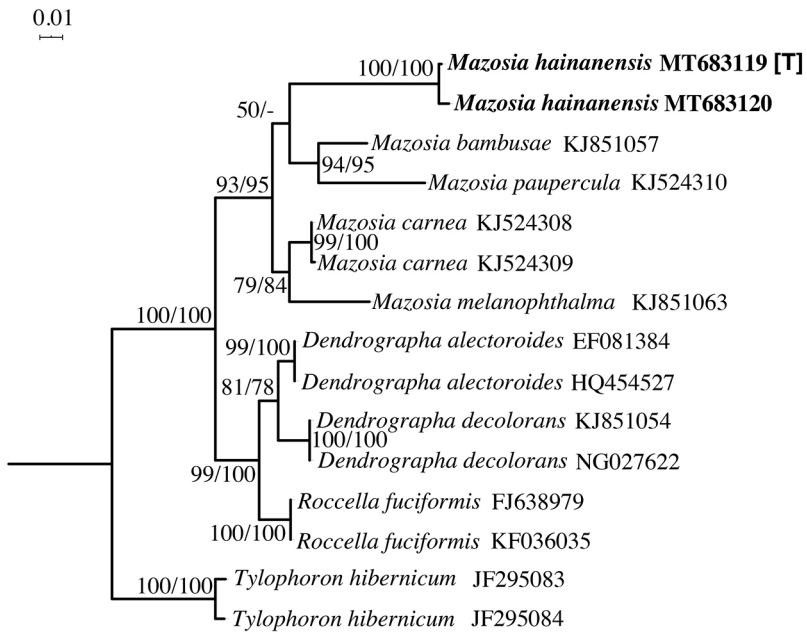 0.01
100/100
Mazosia hainanensis MT683119 [T]
Mazosia hainanensis MT683120
50/-
Mazosia bambusae KJ851057
94/95
Mazosia paupercula KJ524310
93/95
Mazosia carnea KJ524308
99/100
Mazosia carnea KJ524309
79/84
Mazosia melanophthalma KJ851063
100/100
Dendrographa alectoroides EF081384
99/100
Dendrographa alectoroides HQ454527
81/78
Dendrographa decolorans KJ851054
100/100
Dendrographa decolorans NG027622
99/100
Roccella fuciformis FJ638979
100/100
Roccella fuciformis KF036035
100/100
Tylophoron hibernicum JF295083
Tylophoron hibernicum JF295084